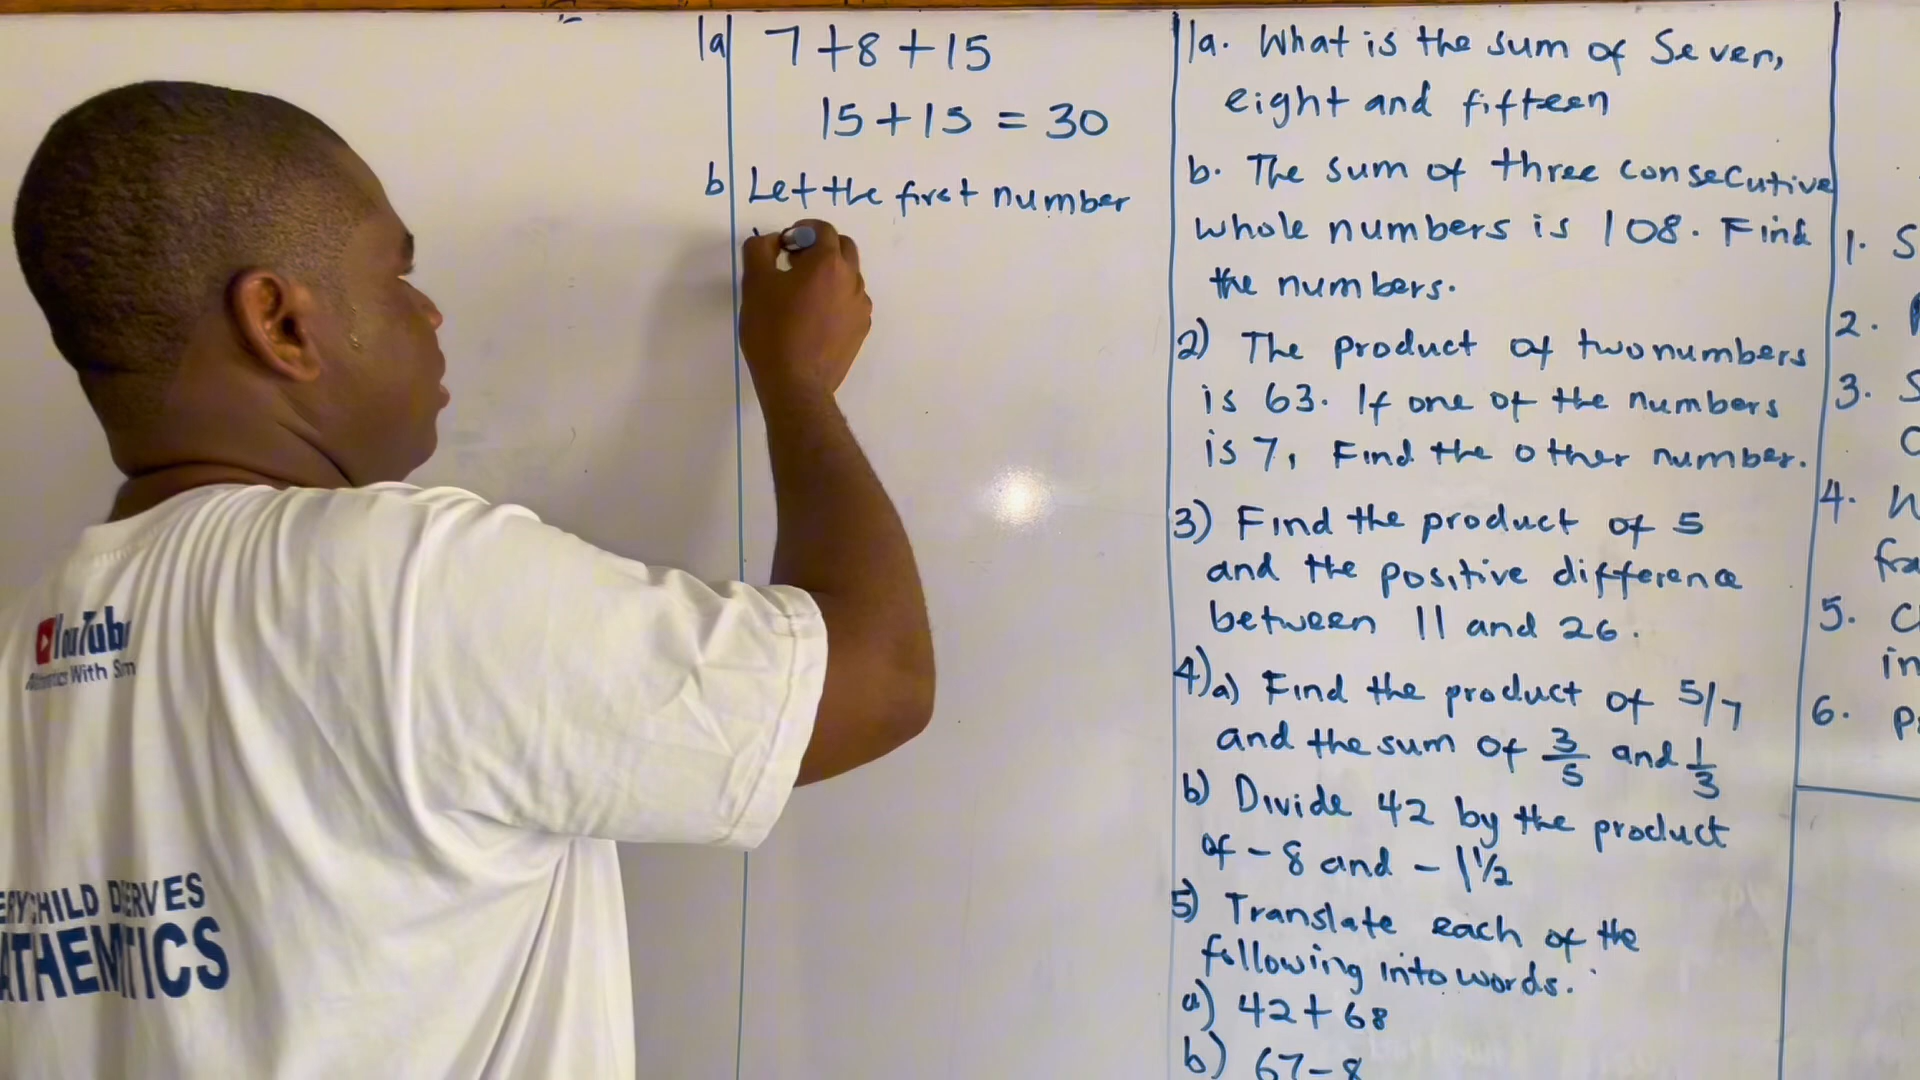 1a 7+8+15
15+15 = 30
b Let the first number
1a. What is the sum of Seven,
eight and fifteen
b. The sum of three consecutive
whole numbers is 108. Find
the numbers.
2) The product of two numbers
is 63. If one of the numbers
is 7, Find the other number.
3) Find the product of 5
and the positive difference
between 11 and 26.
4) a) Find the product of 5/7
and the sum of 3/5 and 1/3
b) Divide 42 by the product
of -8 and -1 1/2
5) Translate each of the
following into words.
a) 42+68
b) 67-8
1. S
2.
3. S
4. W
5. C
in
6. P
YouTube
With Sim